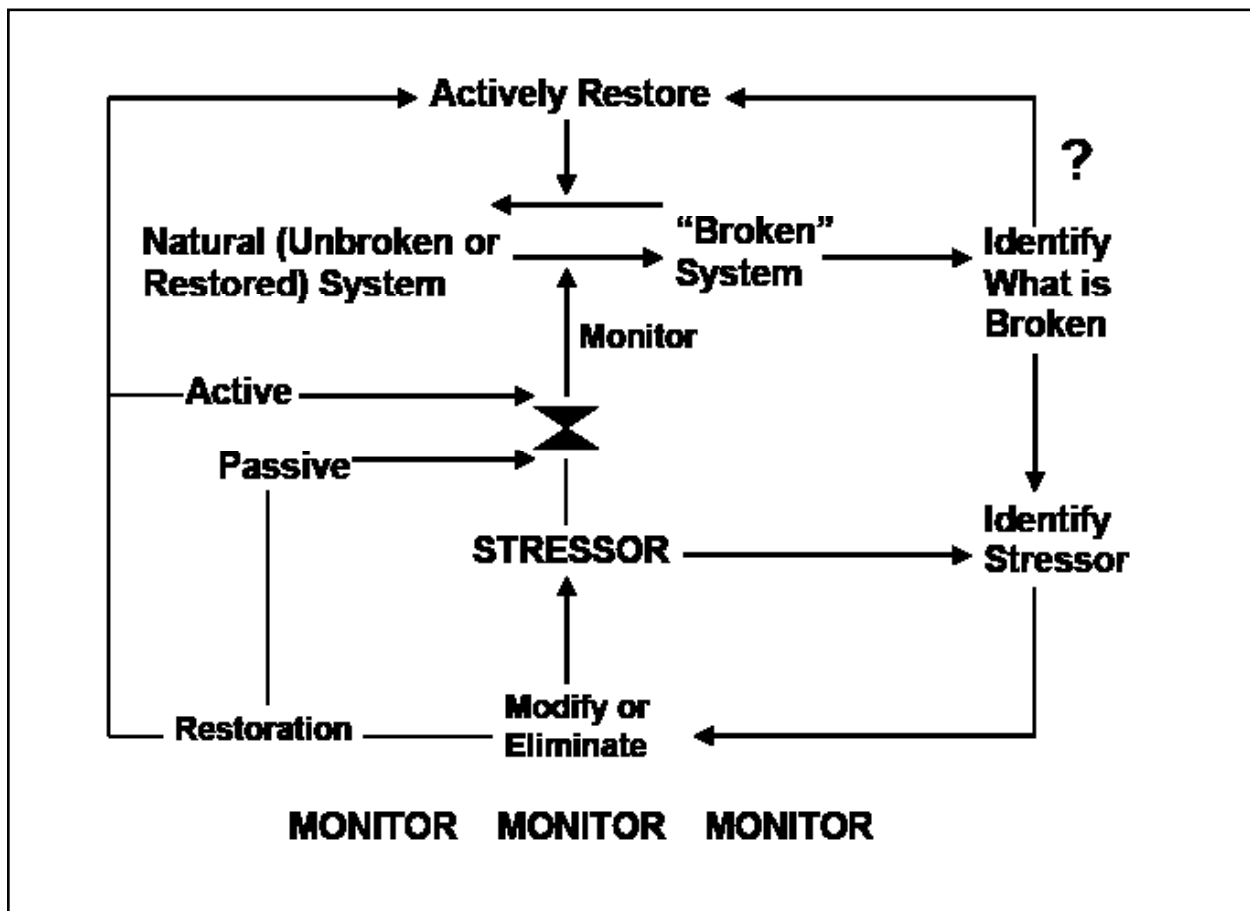 Actively Restore
?
Natural (Unbroken or
Restored) System
“Broken”
System
Identify
What is
Broken
Monitor
Active
Passive
STRESSOR
Identify
Stressor
Restoration
Modify or
Eliminate
MONITOR MONITOR MONITOR